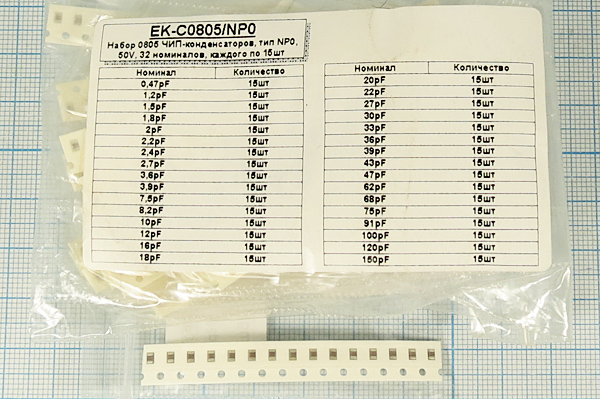 EK-C0805/NP0
Набор 0805 ЧИП-конденсаторов, тип NP0,
50V, 32 номиналов, каждого по 15шт
Номинал Количество
0,47pF 15шт
1,2pF 15шт
1,5pF 15шт
1,8pF 15шт
2pF 15шт
2,2pF 15шт
2,4pF 15шт
2,7pF 15шт
3,6pF 15шт
3,9pF 15шт
7,5pF 15шт
8,2pF 15шт
10pF 15шт
12pF 15шт
16pF 15шт
18pF 15шт
Номинал Количество
20pF 15шт
22pF 15шт
27pF 15шт
30pF 15шт
33pF 15шт
36pF 15шт
39pF 15шт
43pF 15шт
47pF 15шт
62pF 15шт
68pF 15шт
75pF 15шт
91pF 15шт
100pF 15шт
120pF 15шт
150pF 15шт